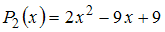 P₂(x) = 2x² − 9x + 9